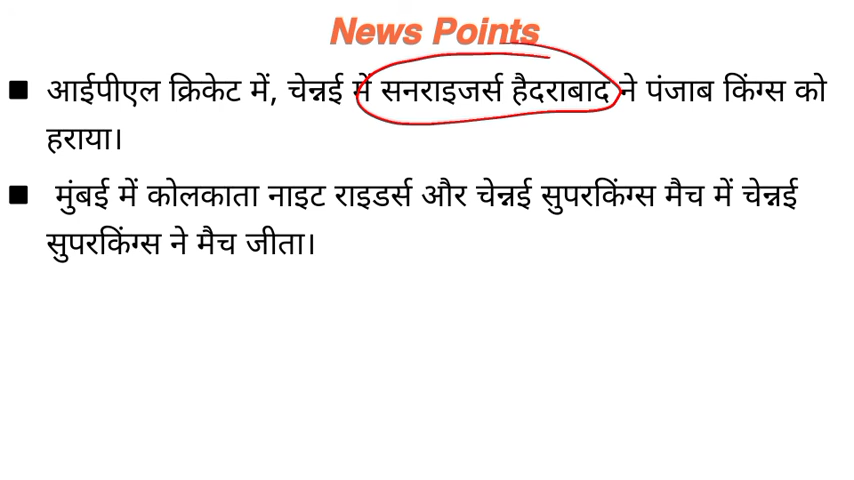 News Points
■ आईपीएल क्रिकेट में, चेन्नई में सनराइजर्स हैदराबाद ने पंजाब किंग्स को
हराया।
■ मुंबई में कोलकाता नाइट राइडर्स और चेन्नई सुपरकिंग्स मैच में चेन्नई
सुपरकिंग्स ने मैच जीता।